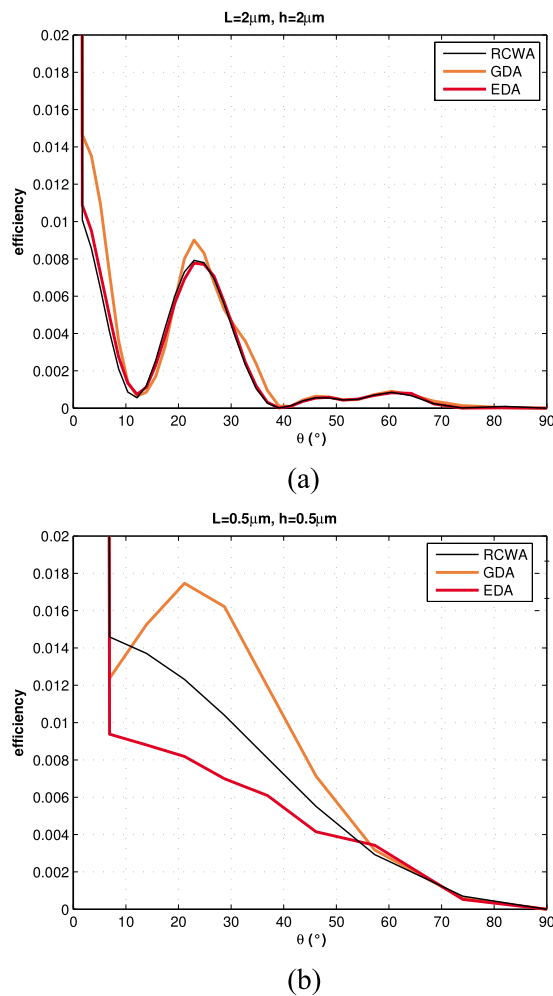 L=2μm, h=2μm
0.02
0.018
0.016
0.014
0.012
0.01
0.008
0.006
0.004
0.002
0
efficiency
RCWA
GDA
EDA
0 10 20 30 40 50 60 70 80 90
θ (°)
(a)
L=0.5μm, h=0.5μm
0.02
0.018
0.016
0.014
0.012
0.01
0.008
0.006
0.004
0.002
0
efficiency
RCWA
GDA
EDA
0 10 20 30 40 50 60 70 80 90
θ (°)
(b)